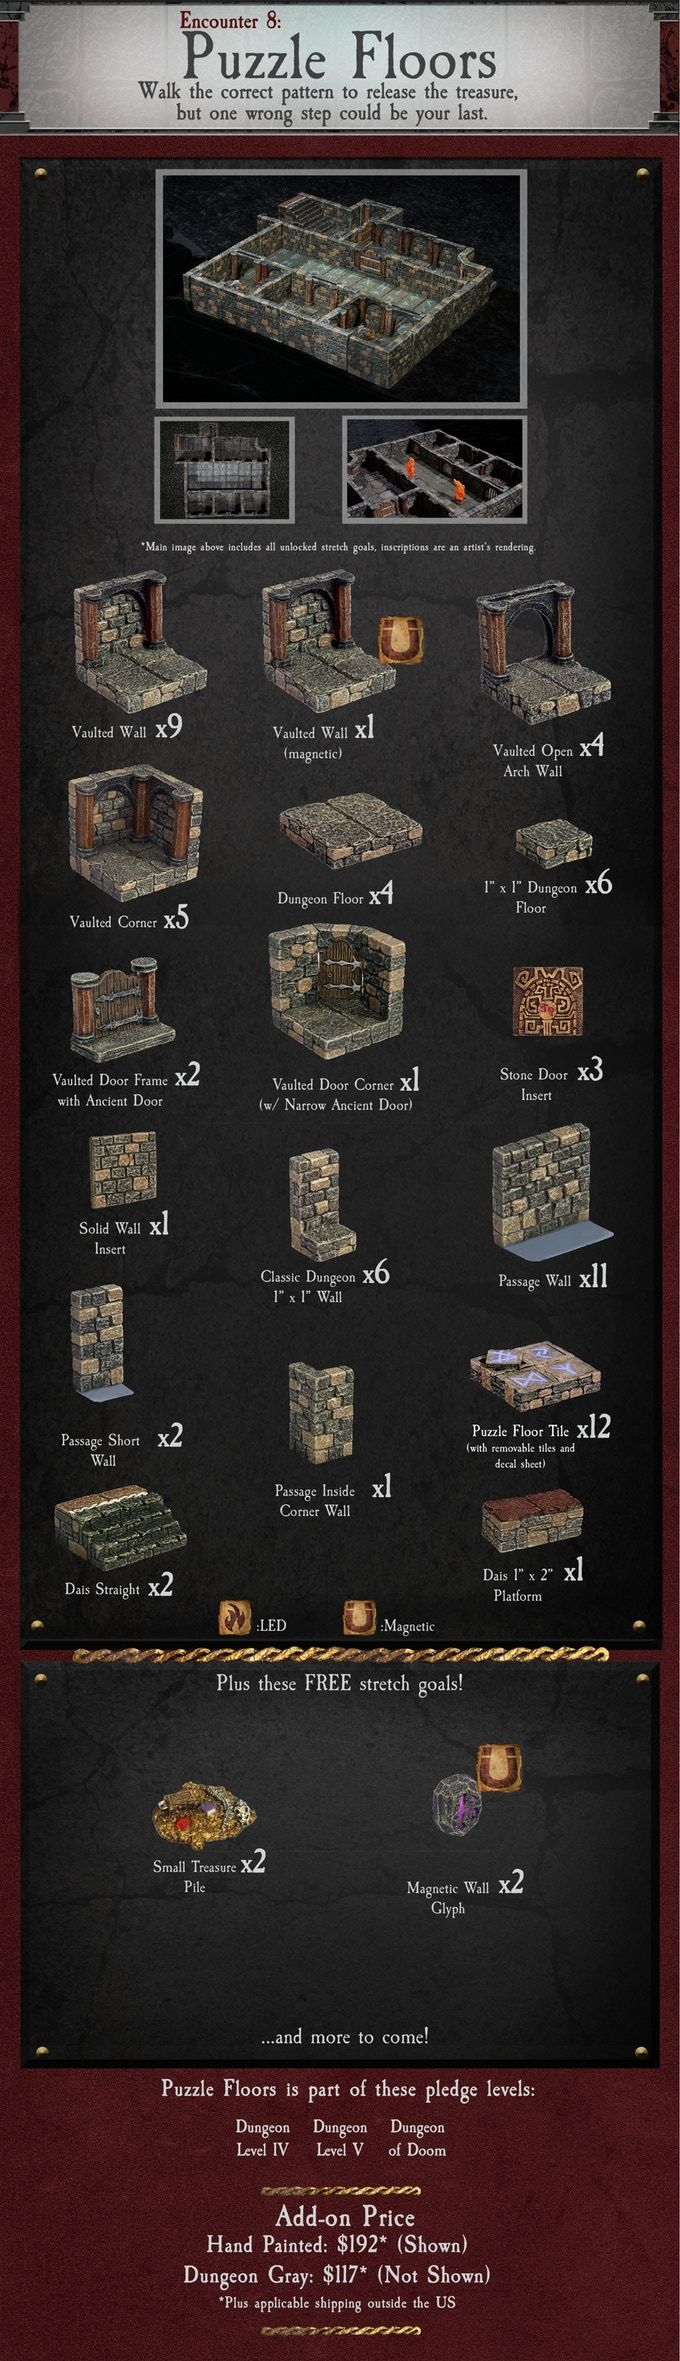 Encounter 8:
Puzzle Floors
Walk the correct pattern to release the treasure,
but one wrong step could be your last.
*Main image above includes all unlocked stretch goals, inscriptions are an artist's rendering.
Vaulted Wall x9
Vaulted Wall x1
(magnetic)
Vaulted Open x4
Arch Wall
Vaulted Corner x5
Dungeon Floor x4
1" x 1" Dungeon x6
Floor
Vaulted Door Frame x2
with Ancient Door
Vaulted Door Corner x1
(w/ Narrow Ancient Door)
Stone Door x3
Insert
Solid Wall x1
Insert
Classic Dungeon x6
1" x 1" Wall
Passage Wall x11
Passage Short x2
Wall
Passage Inside x1
Corner Wall
Puzzle Floor Tile x12
(with removable tiles and
decal sheet)
Dais Straight x2
Dais 1" x 2" x1
Platform
:LED
:Magnetic
Plus these FREE stretch goals!
Small Treasure x2
Pile
Magnetic Wall x2
Glyph
...and more to come!
Puzzle Floors is part of these pledge levels:
Dungeon Dungeon Dungeon
Level IV Level V of Doom
Add-on Price
Hand Painted: $192* (Shown)
Dungeon Gray: $117* (Not Shown)
*Plus applicable shipping outside the US